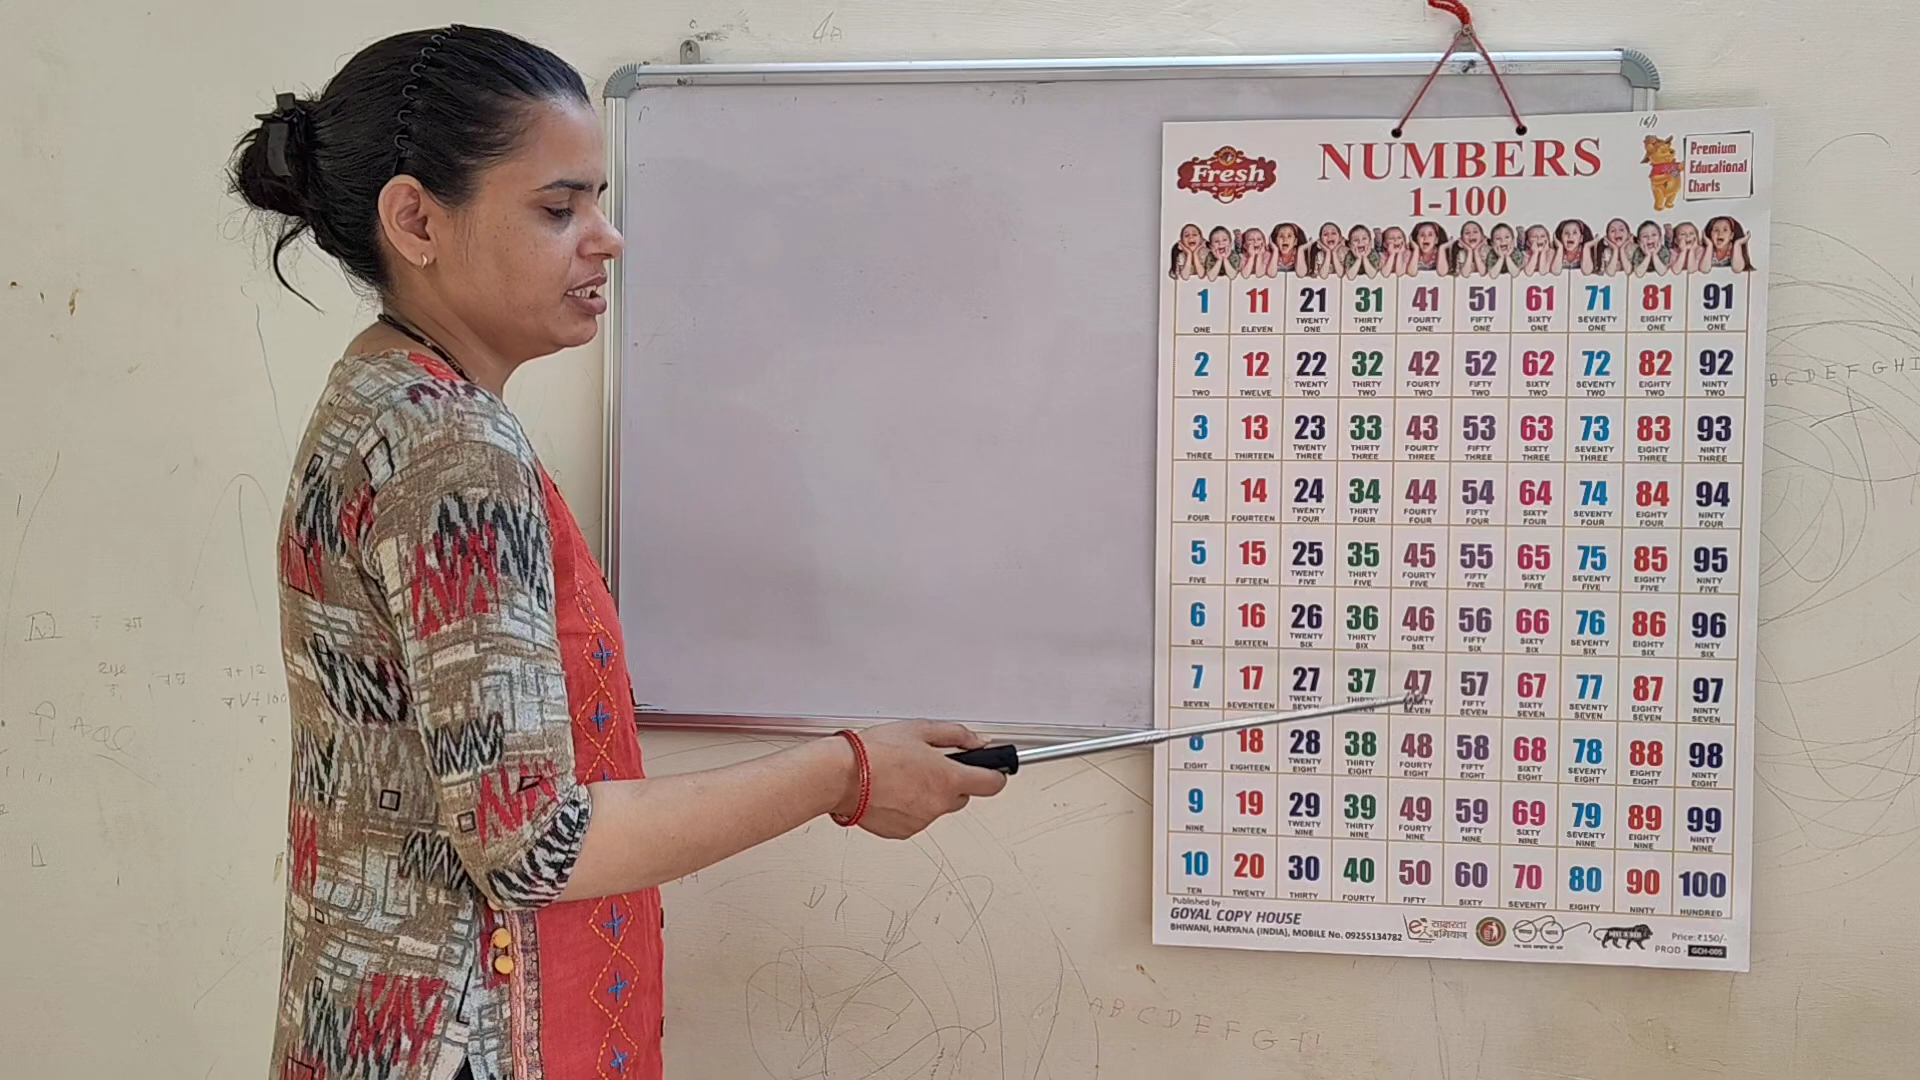 4A
16/1
Fresh
NUMBERS
1-100
Premium
Educational
Charts
1 11 21 31 41 51 61 71 81 91
ONE ELEVEN TWENTY ONE THIRTY ONE FOURTY ONE FIFTY ONE SIXTY ONE SEVENTY ONE EIGHTY ONE NINTY ONE
2 12 22 32 42 52 62 72 82 92
TWO TWELVE TWENTY TWO THIRTY TWO FOURTY TWO FIFTY TWO SIXTY TWO SEVENTY TWO EIGHTY TWO NINTY TWO
3 13 23 33 43 53 63 73 83 93
THREE THIRTEEN TWENTY THREE THIRTY THREE FOURTY THREE FIFTY THREE SIXTY THREE SEVENTY THREE EIGHTY THREE NINTY THREE
4 14 24 34 44 54 64 74 84 94
FOUR FOURTEEN TWENTY FOUR THIRTY FOUR FOURTY FOUR FIFTY FOUR SIXTY FOUR SEVENTY FOUR EIGHTY FOUR NINTY FOUR
5 15 25 35 45 55 65 75 85 95
FIVE FIFTEEN TWENTY FIVE THIRTY FIVE FOURTY FIVE FIFTY FIVE SIXTY FIVE SEVENTY FIVE EIGHTY FIVE NINTY FIVE
6 16 26 36 46 56 66 76 86 96
SIX SIXTEEN TWENTY SIX THIRTY SIX FOURTY SIX FIFTY SIX SIXTY SIX SEVENTY SIX EIGHTY SIX NINTY SIX
7 17 27 37 47 57 67 77 87 97
SEVEN SEVENTEEN TWENTY SEVEN THIRTY SEVEN SEVEN FIFTY SEVEN SIXTY SEVEN SEVENTY SEVEN EIGHTY SEVEN NINTY SEVEN
8 18 28 38 48 58 68 78 88 98
EIGHT EIGHTEEN TWENTY EIGHT THIRTY EIGHT FOURTY EIGHT FIFTY EIGHT SIXTY EIGHT SEVENTY EIGHT EIGHTY EIGHT NINTY EIGHT
9 19 29 39 49 59 69 79 89 99
NINE NINTEEN TWENTY NINE THIRTY NINE FOURTY NINE FIFTY NINE SIXTY NINE SEVENTY NINE EIGHTY NINE NINTY NINE
10 20 30 40 50 60 70 80 90 100
TEN TWENTY THIRTY FOURTY FIFTY SIXTY SEVENTY EIGHTY NINTY HUNDRED
Published by
GOYAL COPY HOUSE
BHIWANI, HARYANA (INDIA), MOBILE No. 09255134782
साक्षरता
अभियान
Price: ₹150/-
PROD - GCH-005
B C D E F G H I
A B C D E F G H